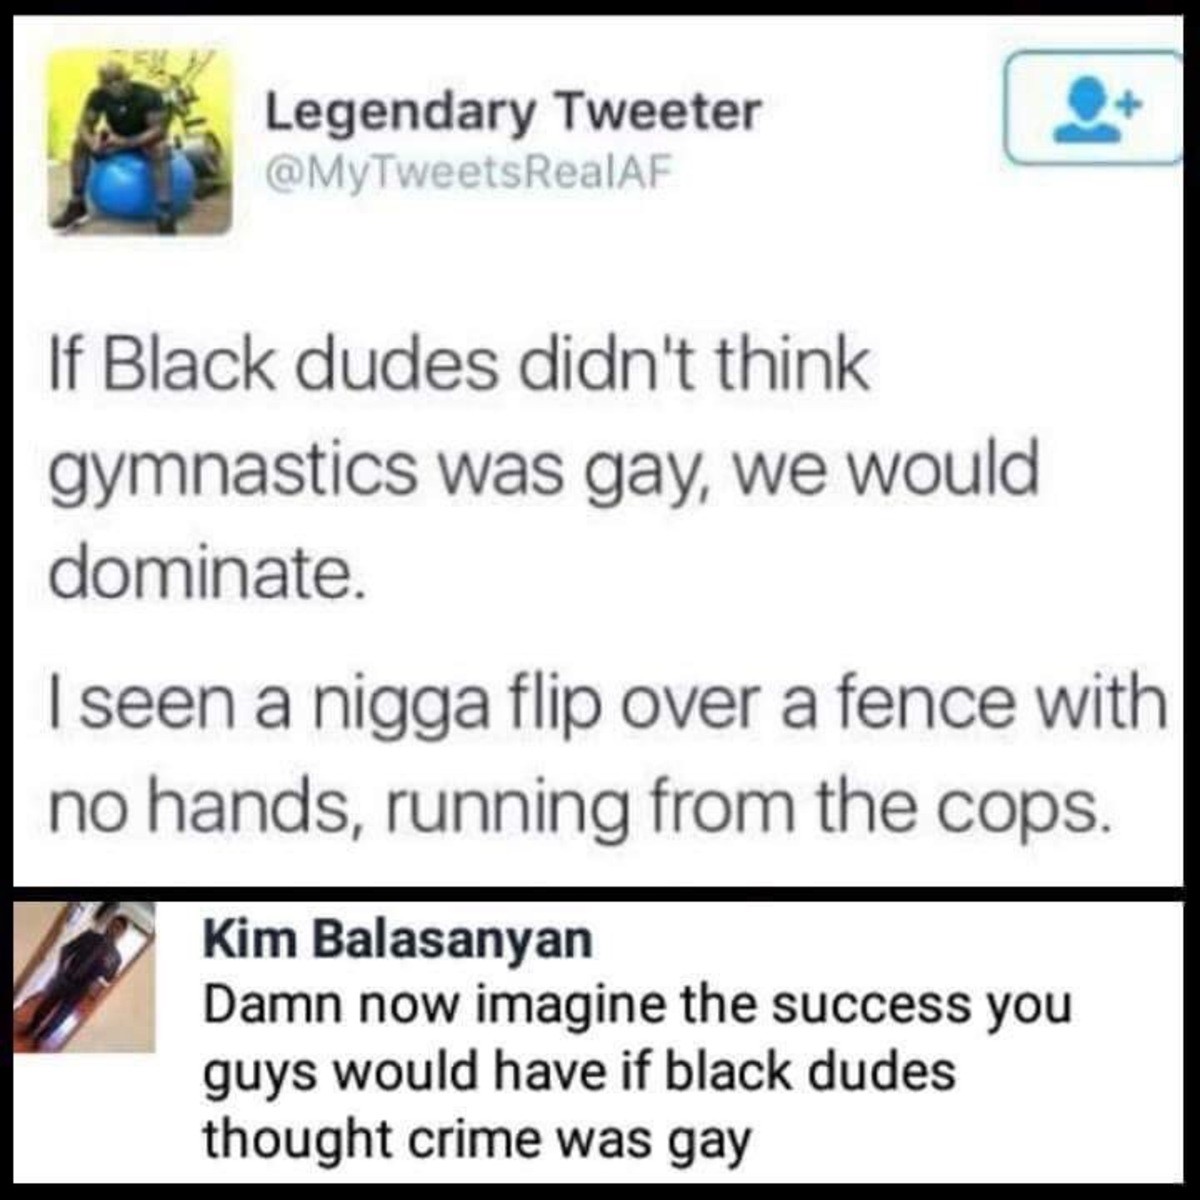 Legendary Tweeter
@MyTweetsRealAF
If Black dudes didn't think
gymnastics was gay, we would
dominate.
I seen a nigga flip over a fence with
no hands, running from the cops.
Kim Balasanyan
Damn now imagine the success you
guys would have if black dudes
thought crime was gay